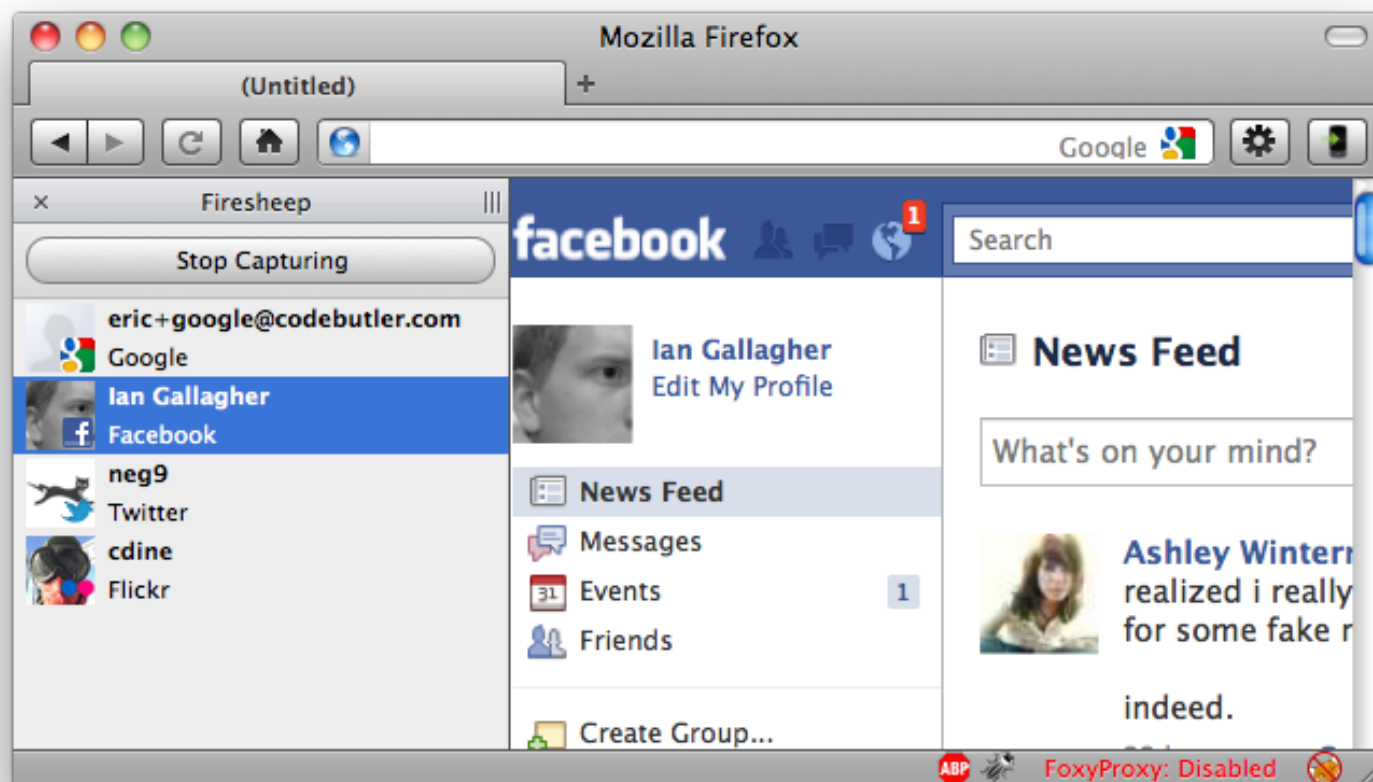 Mozilla Firefox
(Untitled)
+
Google
× Firesheep
Stop Capturing
eric+google@codebutler.com
Google
Ian Gallagher
f
Facebook
neg9
Twitter
cdine
Flickr
facebook
1
Search
Ian Gallagher
Edit My Profile
News Feed
Messages
31 Events 1
Friends
Create Group...
News Feed
What's on your mind?
Ashley Winterr
realized i really
for some fake r
indeed.
ABP FoxyProxy: Disabled